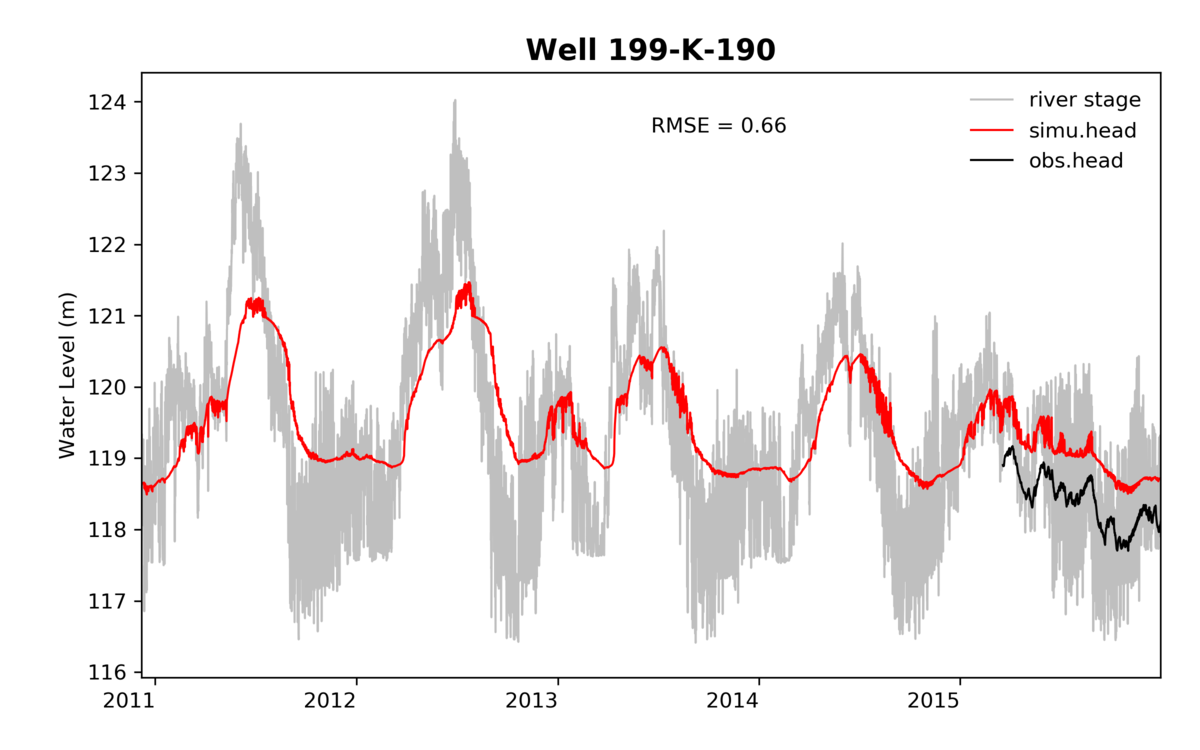 Well 199-K-190
RMSE = 0.66
river stage
simu.head
obs.head
Water Level (m)
124
123
122
121
120
119
118
117
116
2011 2012 2013 2014 2015